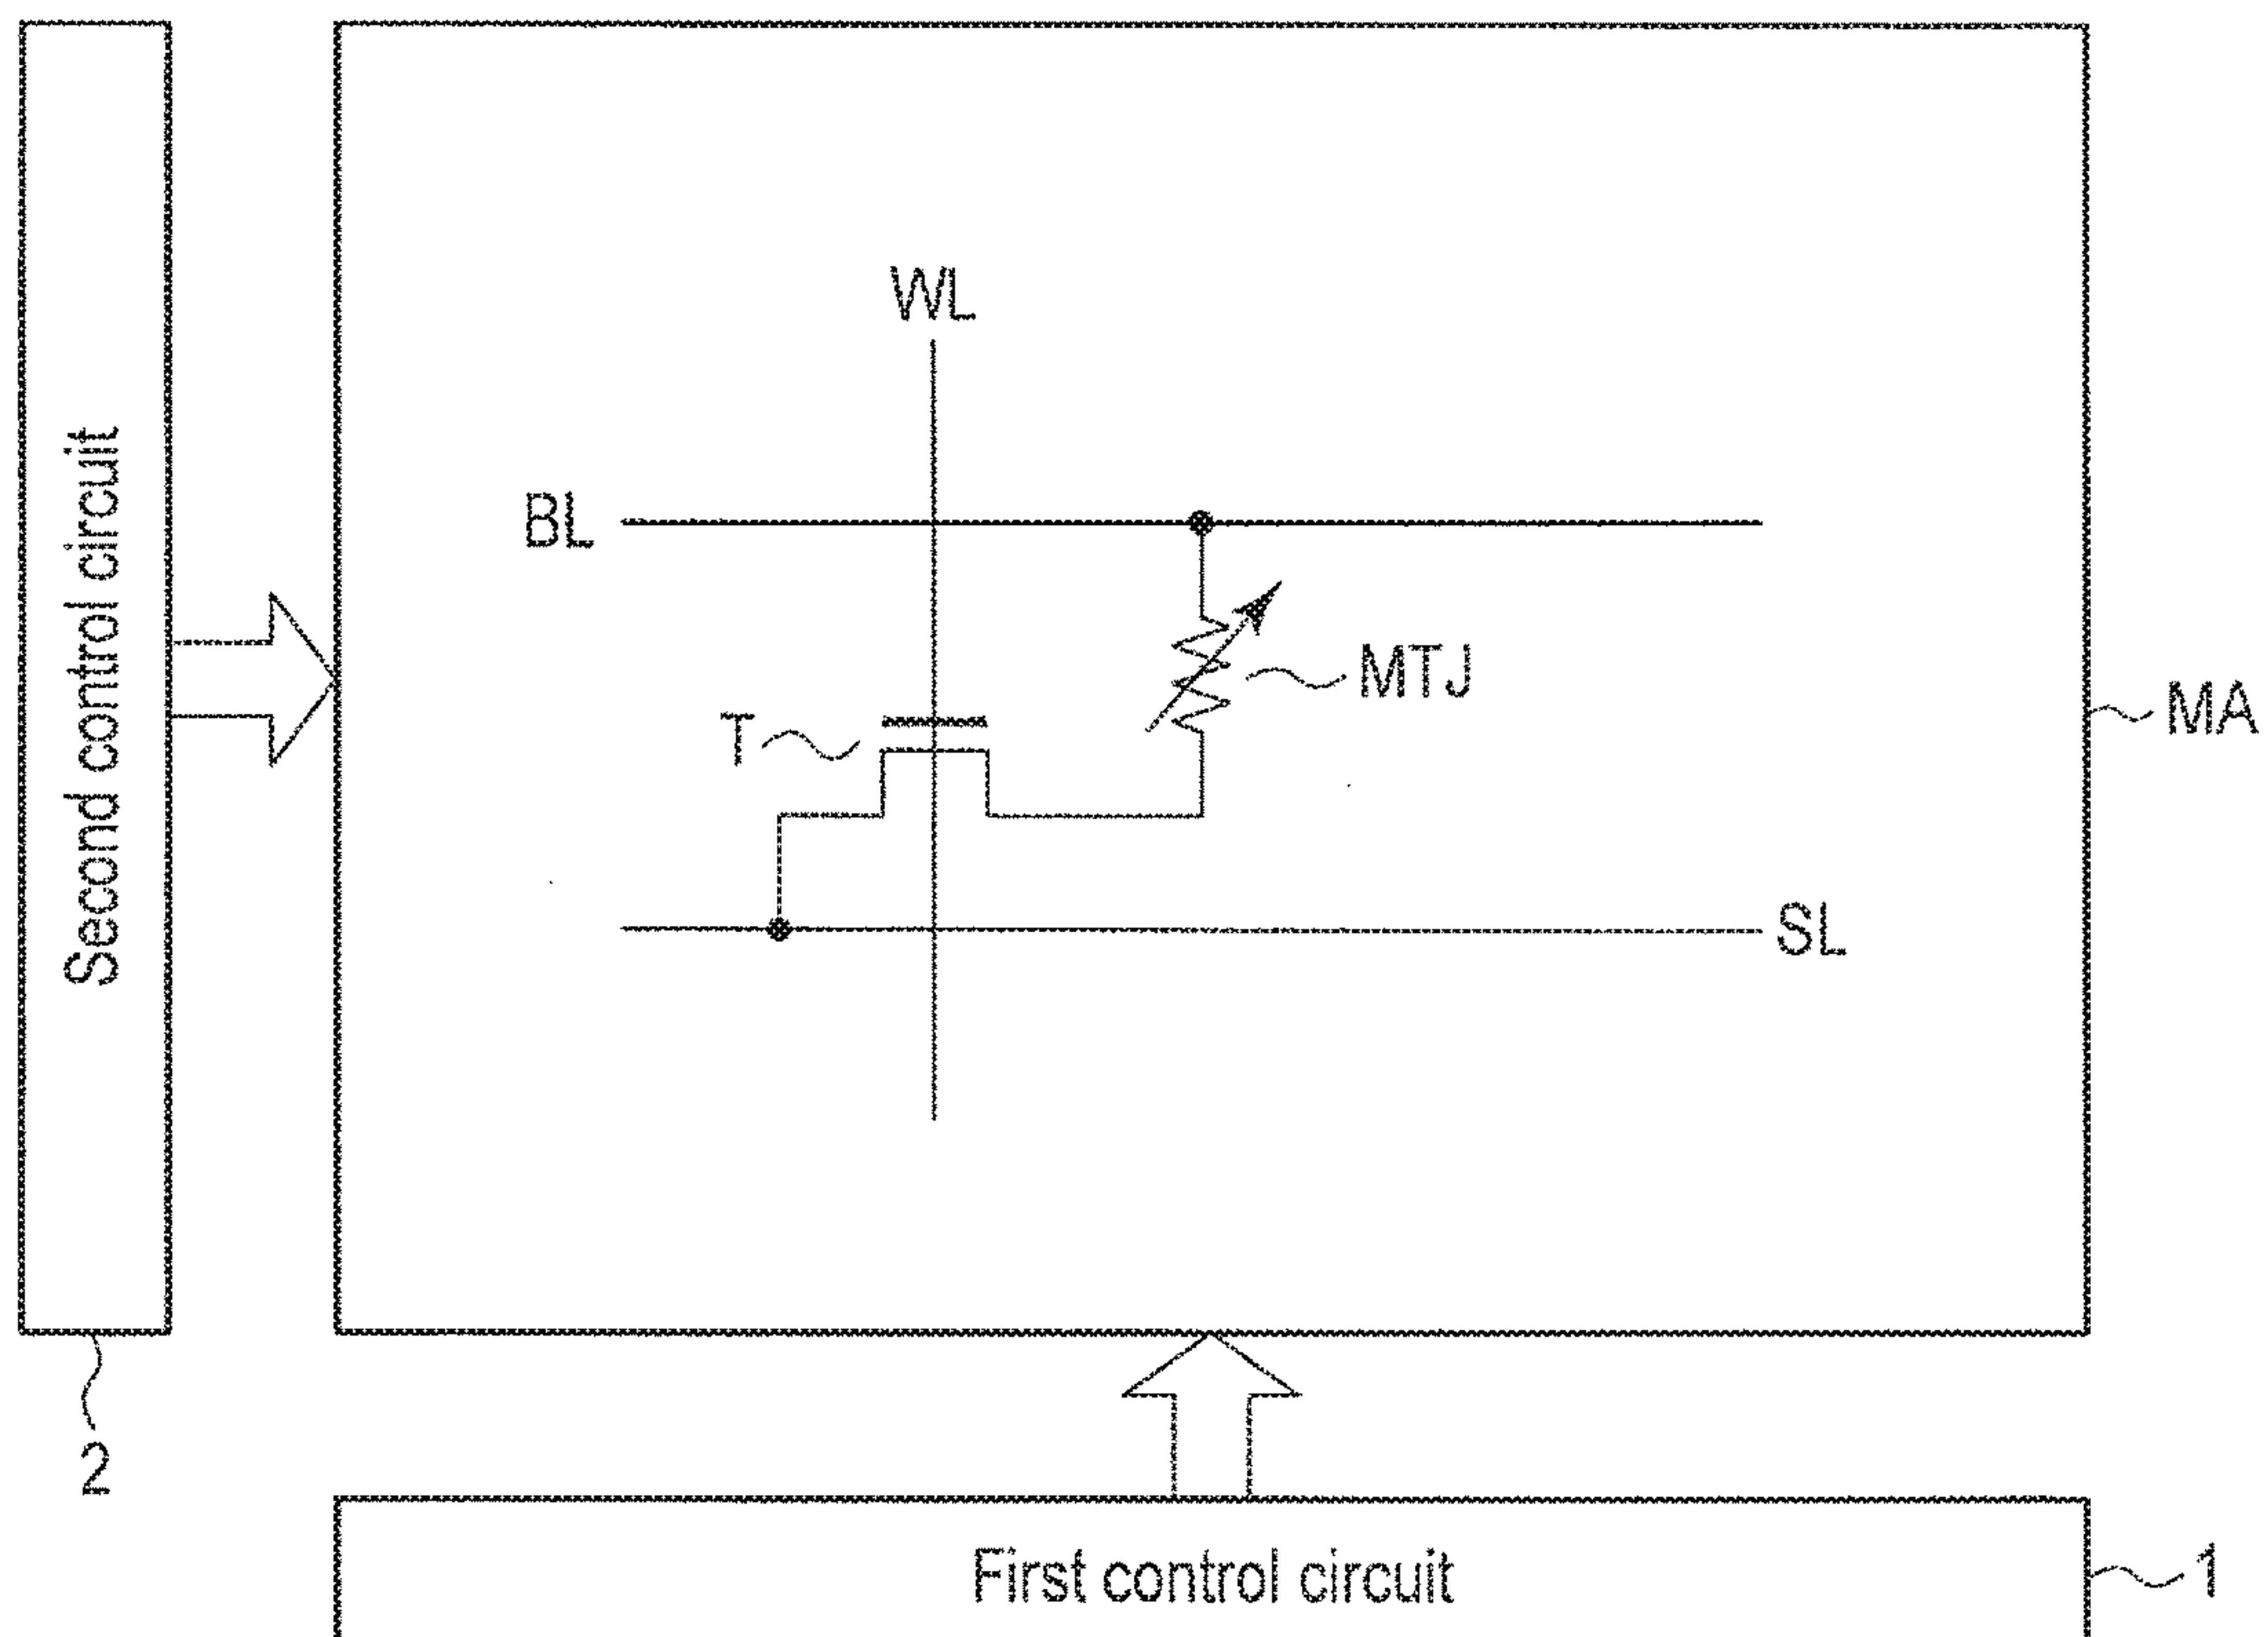 WL
BL
MTJ
T
MA
SL
Second control circuit
2
First control circuit
1